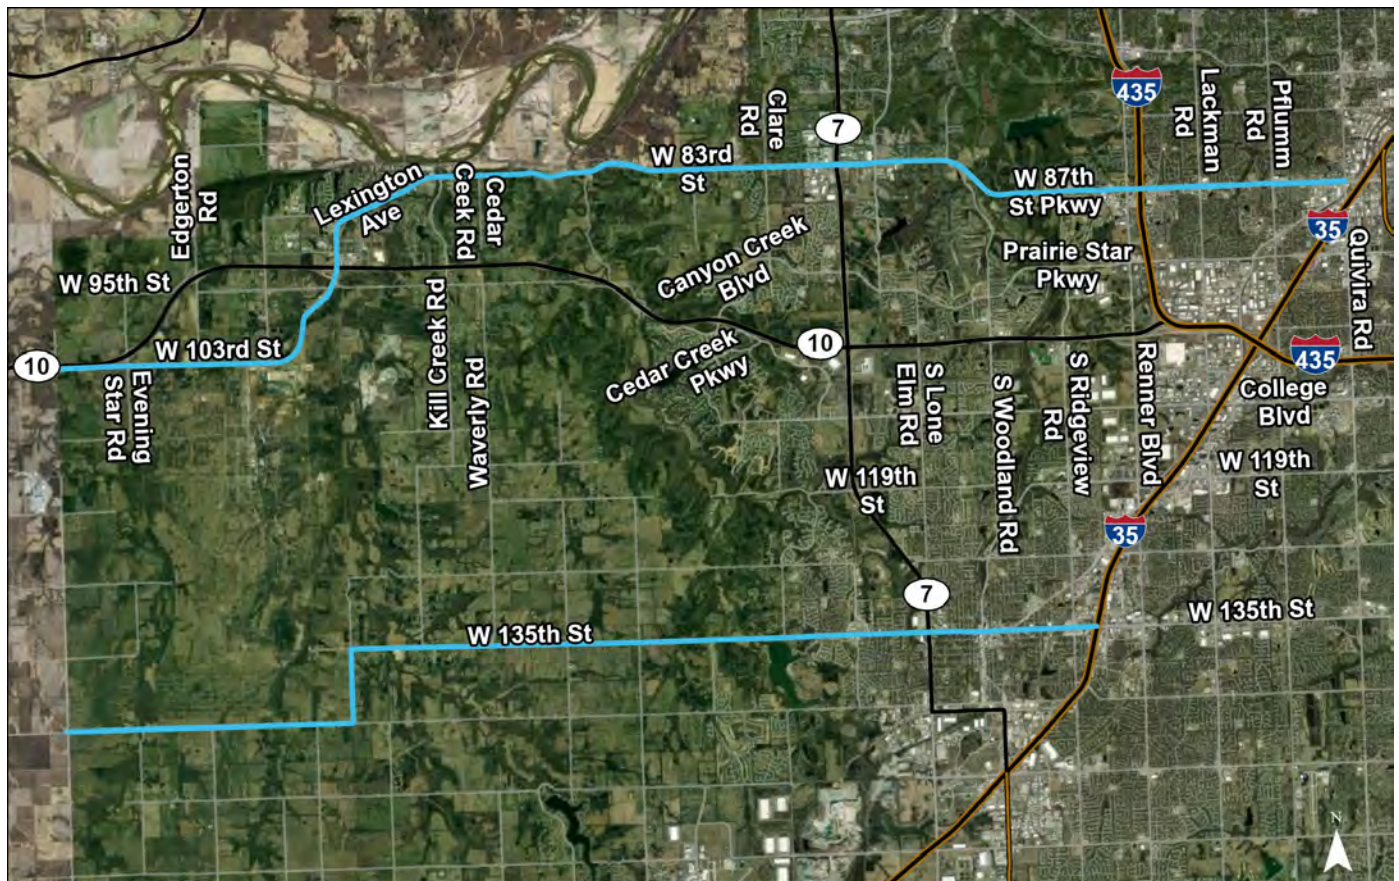 435
Lackman
Rd
Pflumm
Rd
Clare
Rd
7
W 83rd
St
Edgerton
Rd
Lexington
Ave
Cedar
Ceek Rd
W 87th
St Pkwy
35
Quivira Rd
Prairie Star
Pkwy
Canyon Creek
Blvd
W 95th St
Kill Creek Rd
Waverly Rd
10
W 103rd St
Evening
Star Rd
Cedar Creek
Pkwy
10
S Lone
Elm Rd
S Woodland Rd
S Ridgeview
Rd
Renner Blvd
435
College
Blvd
W 119th
St
W 119th
St
35
7
W 135th St
W 135th St
N